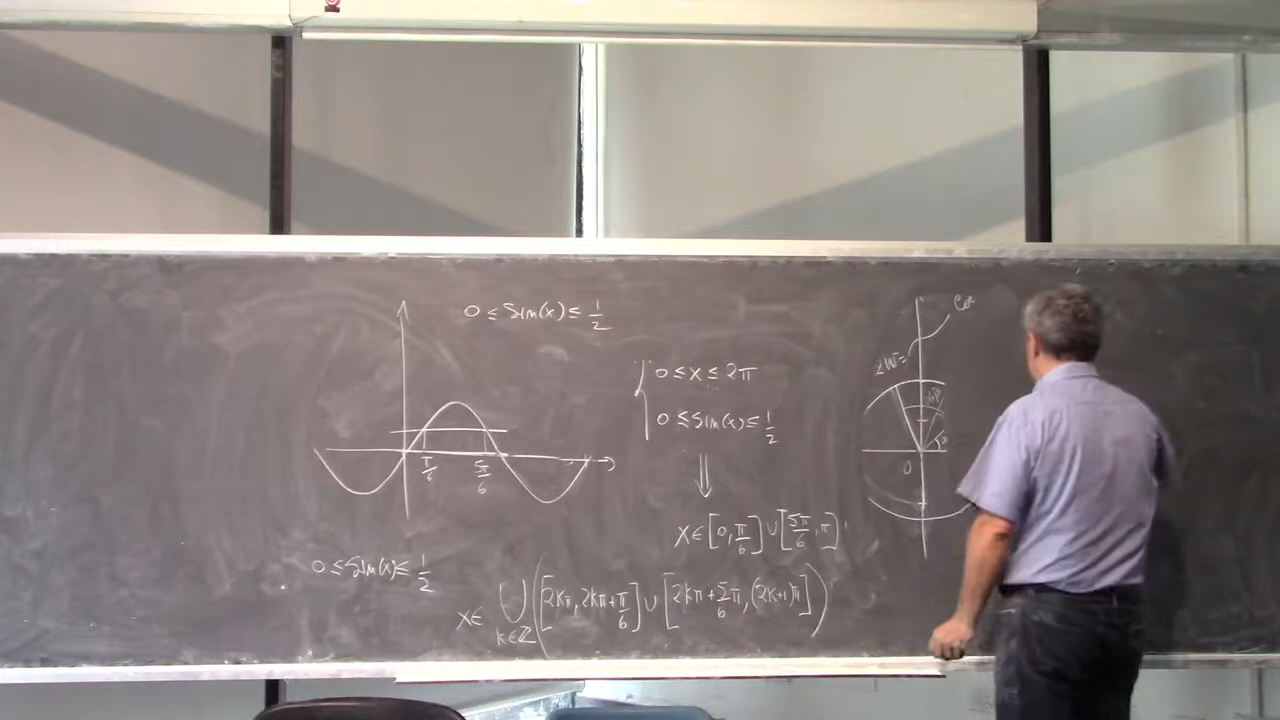 0 ≤ Sin(x) ≤ 1/2
0 ≤ x ≤ 2π
0 ≤ Sin(x) ≤ 1/2
π/6 5π/6
⇓
0
x ∈ [0, π/6] ∪ [5π/6, π]
0 ≤ Sin(x) ≤ 1/2
x ∈ ⋃ k∈ℤ ([2kπ, 2kπ + π/6] ∪ [2kπ + 5/6 π, (2k+1)π])